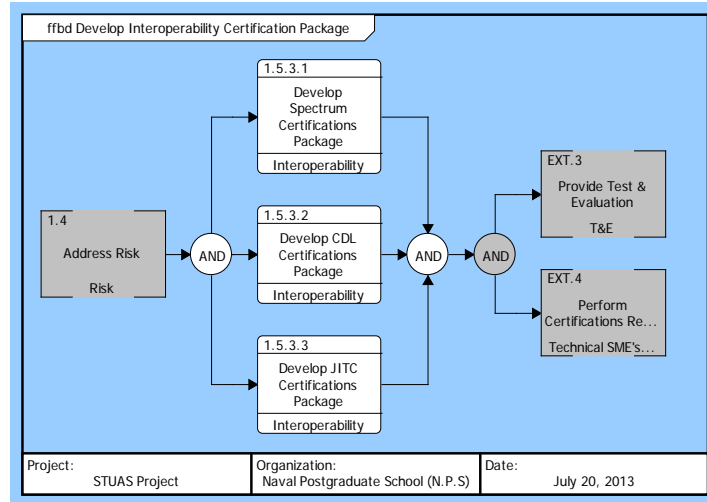 ffbd Develop Interoperability Certification Package
1.5.3.1
Develop
Spectrum
Certifications
Package
Interoperability
1.4
Address Risk
Risk
AND
1.5.3.2
Develop CDL
Certifications
Package
Interoperability
AND
AND
EXT.3
Provide Test &
Evaluation
T&E
EXT.4
Perform
Certifications Re...
Technical SME's...
1.5.3.3
Develop JITC
Certifications
Package
Interoperability
Project:
STUAS Project
Organization:
Naval Postgraduate School (N.P.S)
Date:
July 20, 2013